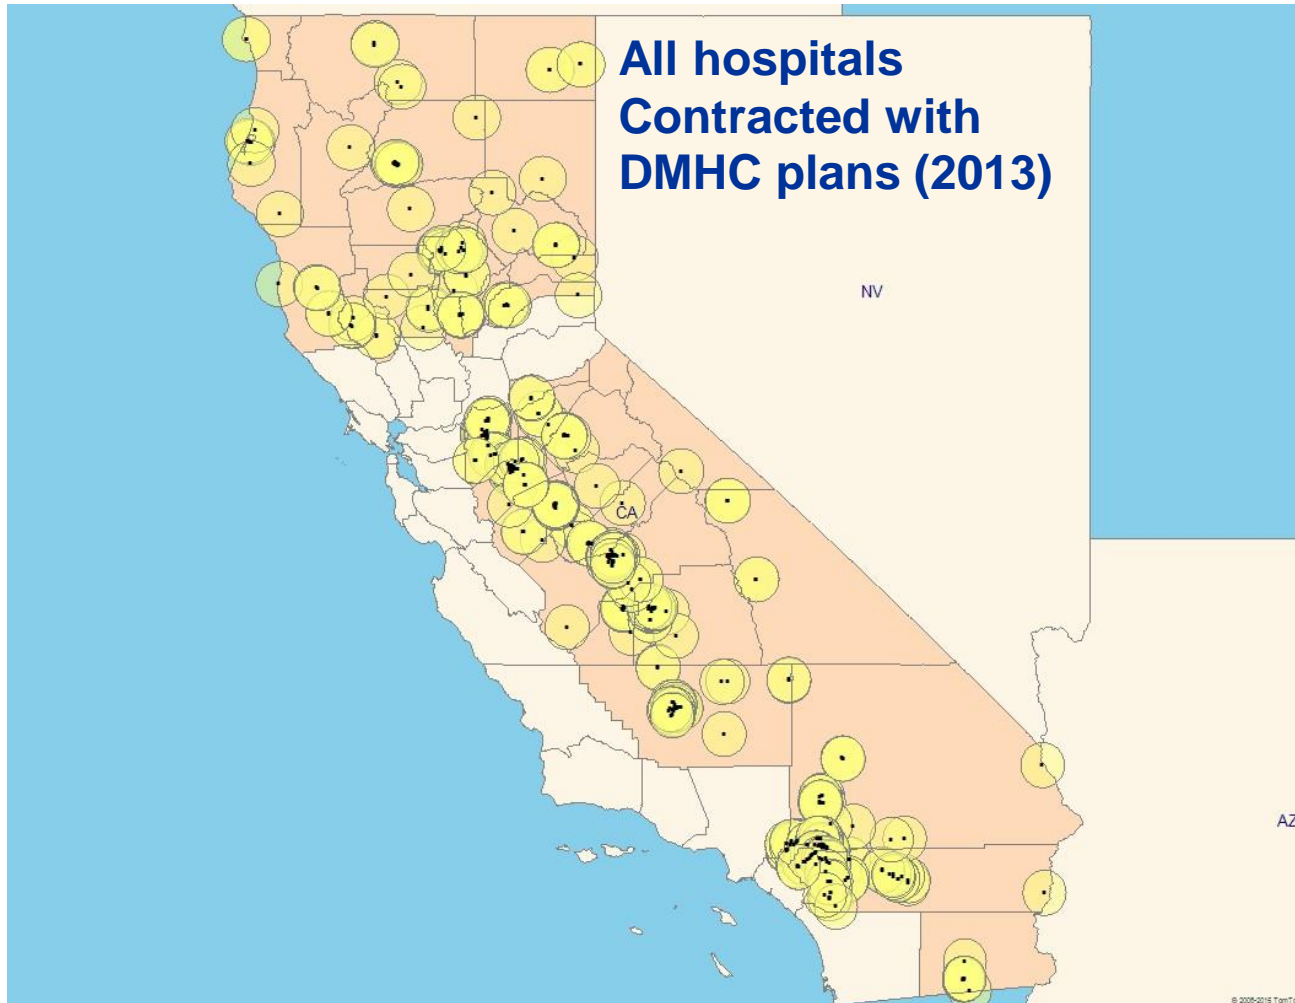 All hospitals
Contracted with
DMHC plans (2013)
NV
CA
AZ